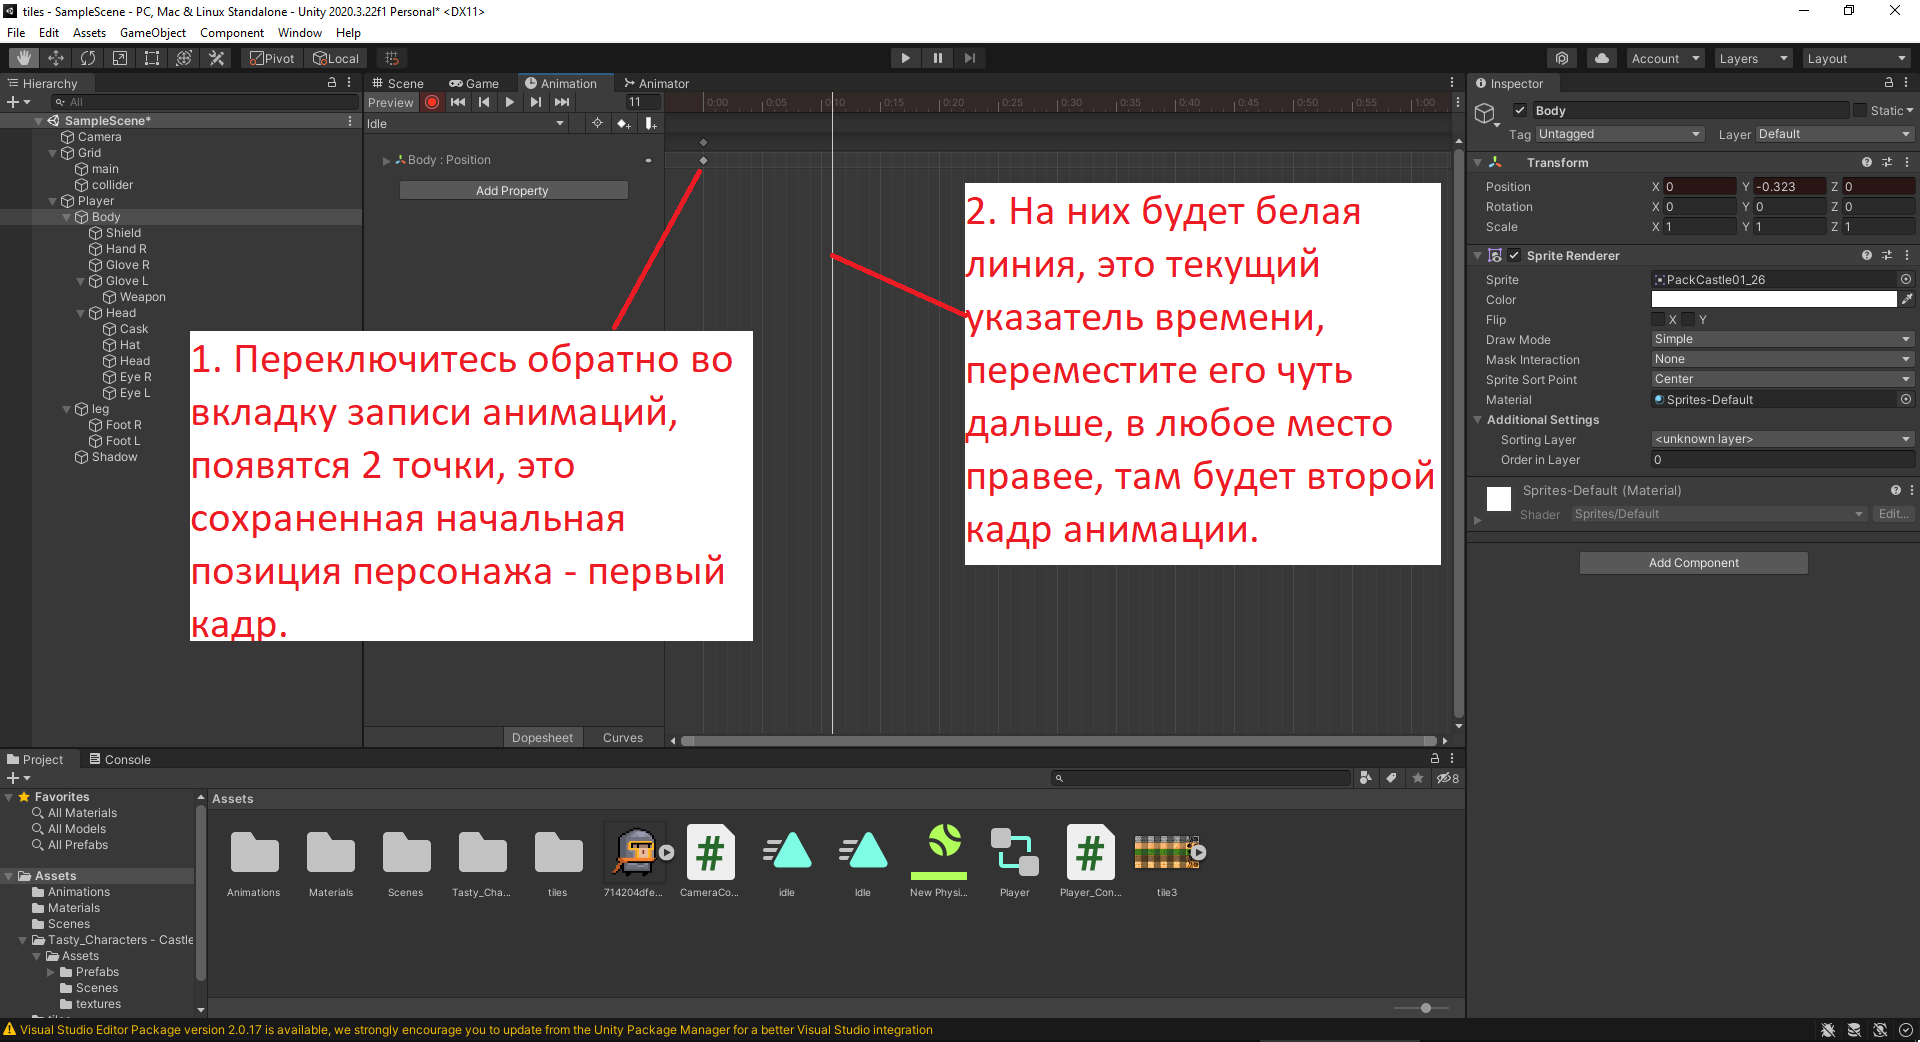 tiles - SampleScene - PC, Mac & Linux Standalone - Unity 2020.3.22f1 Personal* <DX11>
File Edit Assets GameObject Component Window Help
Pivot Local Account Layers Layout
Hierarchy
All
SampleScene*
Camera
Grid
main
collider
Player
Body
Shield
Hand R
Glove R
Glove L
Weapon
Head
Cask
Hat
Head
Eye R
Eye L
leg
Foot R
Foot L
Shadow
Scene Game Animation Animator
Preview 11 0:00 0:05 0:10 0:15 0:20 0:25 0:30 0:35 0:40 0:45 0:50 0:55 1:00
Idle
Body : Position
Add Property
1. Переключитесь обратно во
вкладку записи анимаций,
появятся 2 точки, это
сохраненная начальная
позиция персонажа - первый
кадр.
2. На них будет белая
линия, это текущий
указатель времени,
переместите его чуть
дальше, в любое место
правее, там будет второй
кадр анимации.
Dopesheet Curves
Inspector
Body Static
Tag Untagged Layer Default
Transform
Position X 0 Y -0.323 Z 0
Rotation X 0 Y 0 Z 0
Scale X 1 Y 1 Z 1
Sprite Renderer
Sprite PackCastle01_26
Color
Flip X Y
Draw Mode Simple
Mask Interaction None
Sprite Sort Point Center
Material Sprites-Default
Additional Settings
Sorting Layer <unknown layer>
Order in Layer 0
Sprites-Default (Material)
Shader Sprites/Default Edit...
Add Component
Project Console
8
Favorites
All Materials
All Models
All Prefabs
Assets
Animations
Materials
Scenes
Tasty_Characters - Castle
Assets
Prefabs
Scenes
textures
Assets
Animations Materials Scenes Tasty_Cha... tiles 714204dfe... CameraCo... idle Idle New Physi... Player Player_Con... tile3
Visual Studio Editor Package version 2.0.17 is available, we strongly encourage you to update from the Unity Package Manager for a better Visual Studio integration